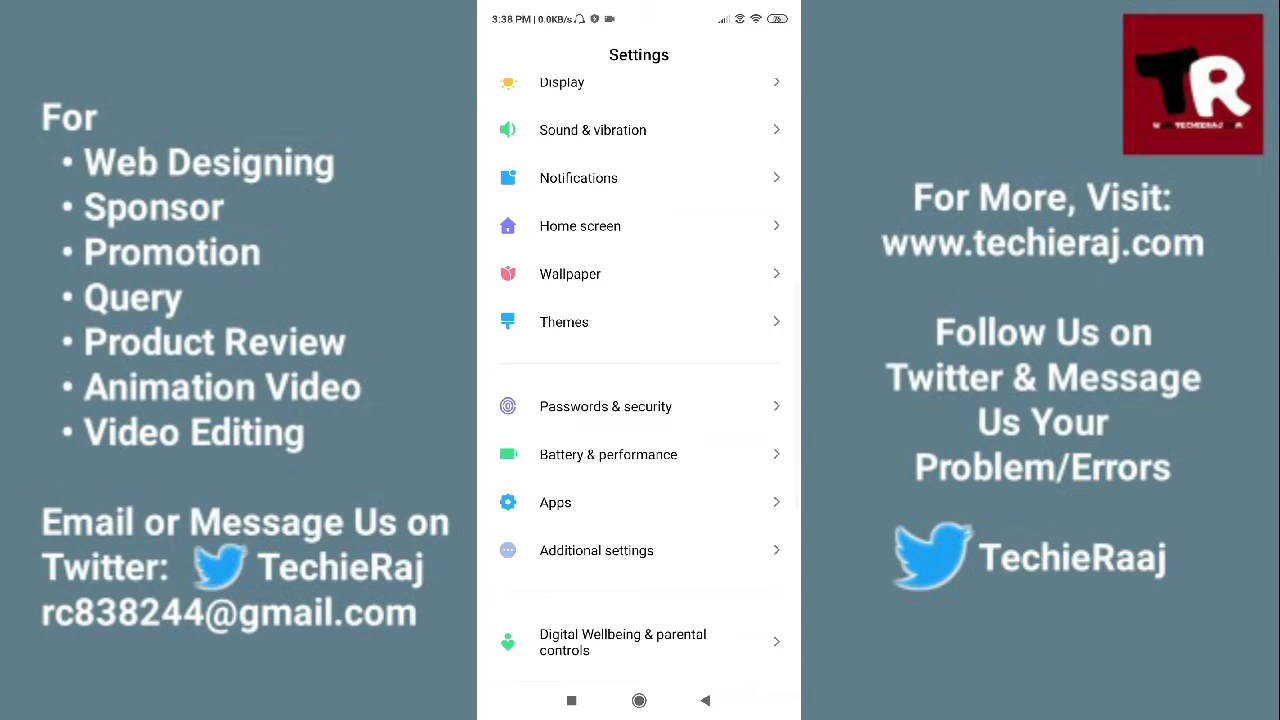 For
• Web Designing
• Sponsor
• Promotion
• Query
• Product Review
• Animation Video
• Video Editing
Email or Message Us on
Twitter: TechieRaj
rc838244@gmail.com
3:38 PM | 0.0KB/s
76
Settings
Display
Sound & vibration
Notifications
Home screen
Wallpaper
Themes
Passwords & security
Battery & performance
Apps
Additional settings
Digital Wellbeing & parental
controls
TR
For More, Visit:
www.techieraj.com
Follow Us on
Twitter & Message
Us Your
Problem/Errors
TechieRaaj